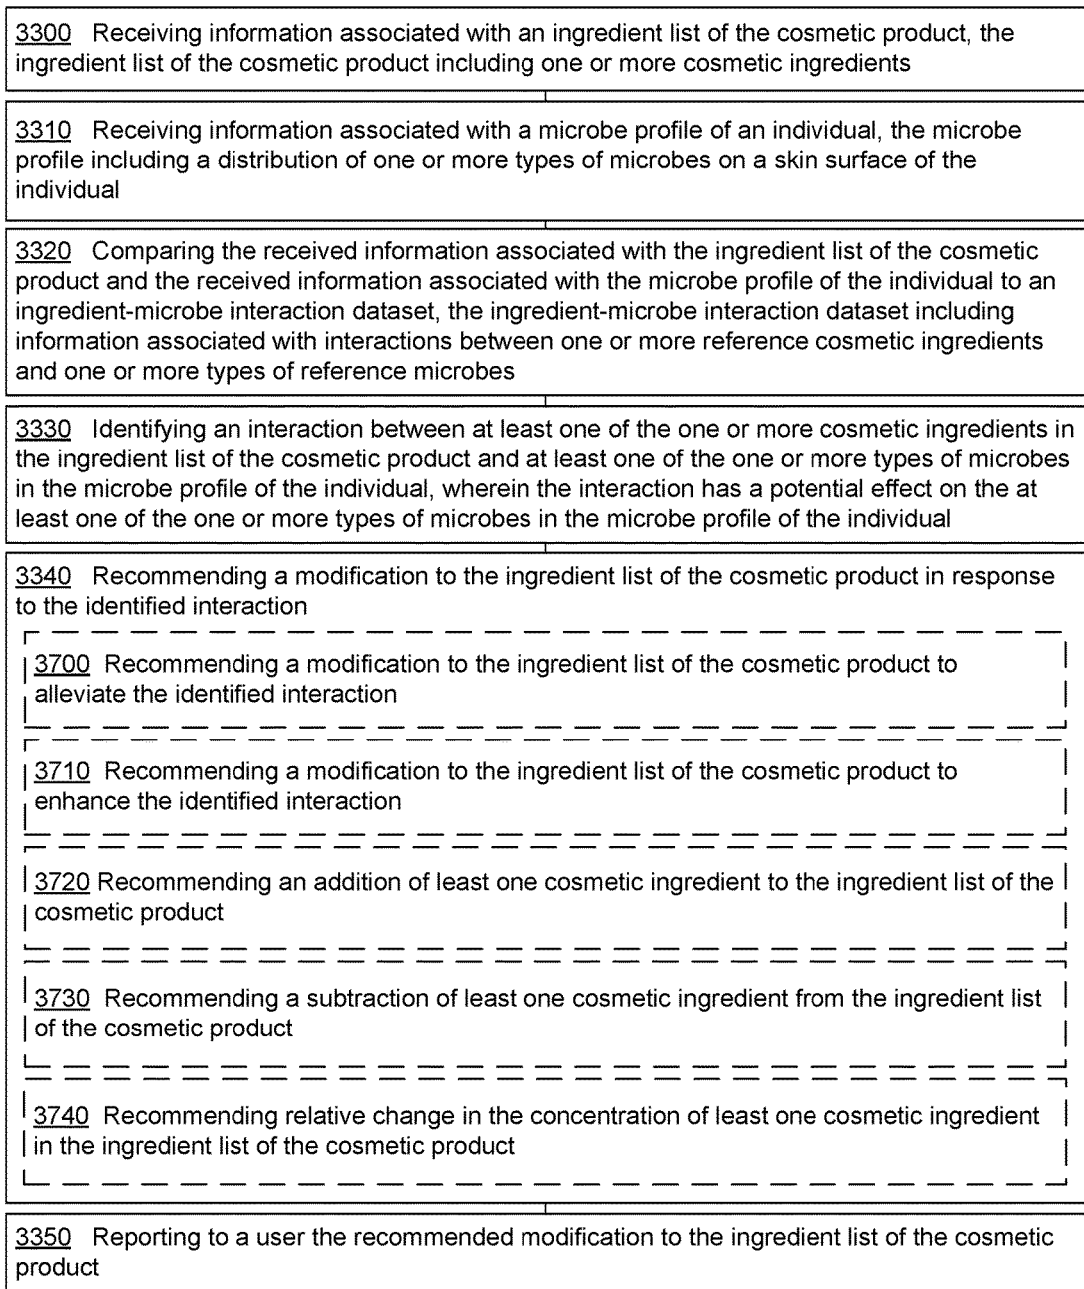 3300 Receiving information associated with an ingredient list of the cosmetic product, the
ingredient list of the cosmetic product including one or more cosmetic ingredients
3310 Receiving information associated with a microbe profile of an individual, the microbe
profile including a distribution of one or more types of microbes on a skin surface of the
individual
3320 Comparing the received information associated with the ingredient list of the cosmetic
product and the received information associated with the microbe profile of the individual to an
ingredient-microbe interaction dataset, the ingredient-microbe interaction dataset including
information associated with interactions between one or more reference cosmetic ingredients
and one or more types of reference microbes
3330 Identifying an interaction between at least one of the one or more cosmetic ingredients in
the ingredient list of the cosmetic product and at least one of the one or more types of microbes
in the microbe profile of the individual, wherein the interaction has a potential effect on the at
least one of the one or more types of microbes in the microbe profile of the individual
3340 Recommending a modification to the ingredient list of the cosmetic product in response
to the identified interaction
3700 Recommending a modification to the ingredient list of the cosmetic product to
alleviate the identified interaction
3710 Recommending a modification to the ingredient list of the cosmetic product to
enhance the identified interaction
3720 Recommending an addition of least one cosmetic ingredient to the ingredient list of the
cosmetic product
3730 Recommending a subtraction of least one cosmetic ingredient from the ingredient list
of the cosmetic product
3740 Recommending relative change in the concentration of least one cosmetic ingredient
in the ingredient list of the cosmetic product
3350 Reporting to a user the recommended modification to the ingredient list of the cosmetic
product